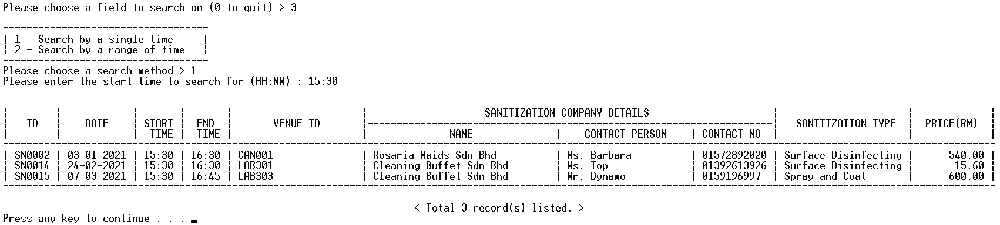 Please choose a field to search on (0 to quit) > 3
===================================
| 1 - Search by a single time     |
| 2 - Search by a range of time   |
===================================
Please choose a search method > 1
Please enter the start time to search for (HH:MM) : 15:30
=========================================================================================================================================================================
|        |            |       |       |                      |                    SANITIZATION COMPANY DETAILS                     |                      |             |
|   ID   |    DATE    | START |  END  |       VENUE ID       |---------------------------------------------------------------------|   SANITIZATION TYPE  |  PRICE(RM)  |
|        |            |  TIME |  TIME |                      |              NAME              |    CONTACT PERSON    | CONTACT NO  |                      |             |
=========================================================================================================================================================================
| SN0002 | 03-01-2021 | 15:30 | 16:30 | CAN001               | Rosaria Maids Sdn Bhd          | Ms. Barbara          | 01572892020 | Surface Disinfecting |      540.00 |
| SN0014 | 24-02-2021 | 15:30 | 16:30 | LAB301               | Cleaning Buffet Sdn Bhd        | Ms. Top              | 01392613926 | Surface Disinfecting |       15.60 |
| SN0015 | 07-03-2021 | 15:30 | 16:45 | LAB303               | Cleaning Buffet Sdn Bhd        | Mr. Dynamo           | 0159196997  | Spray and Coat       |      600.00 |
=========================================================================================================================================================================
< Total 3 record(s) listed. >
Press any key to continue . . .